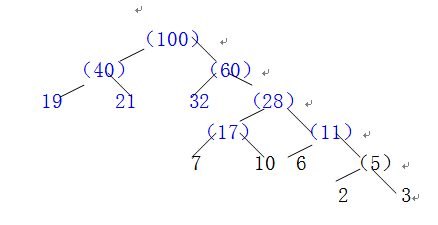 (100)
(40) (60)
19 21 32 (28)
(17) (11)
7 10 6 (5)
2 3